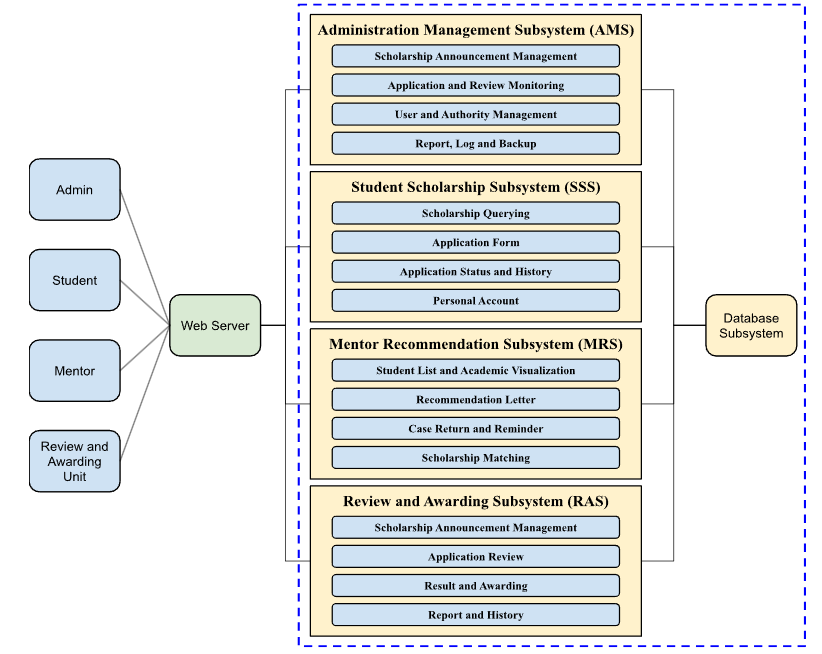 Admin
Student
Mentor
Review and
Awarding
Unit
Web Server
Administration Management Subsystem (AMS)
Scholarship Announcement Management
Application and Review Monitoring
User and Authority Management
Report, Log and Backup
Student Scholarship Subsystem (SSS)
Scholarship Querying
Application Form
Application Status and History
Personal Account
Mentor Recommendation Subsystem (MRS)
Student List and Academic Visualization
Recommendation Letter
Case Return and Reminder
Scholarship Matching
Review and Awarding Subsystem (RAS)
Scholarship Announcement Management
Application Review
Result and Awarding
Report and History
Database
Subsystem